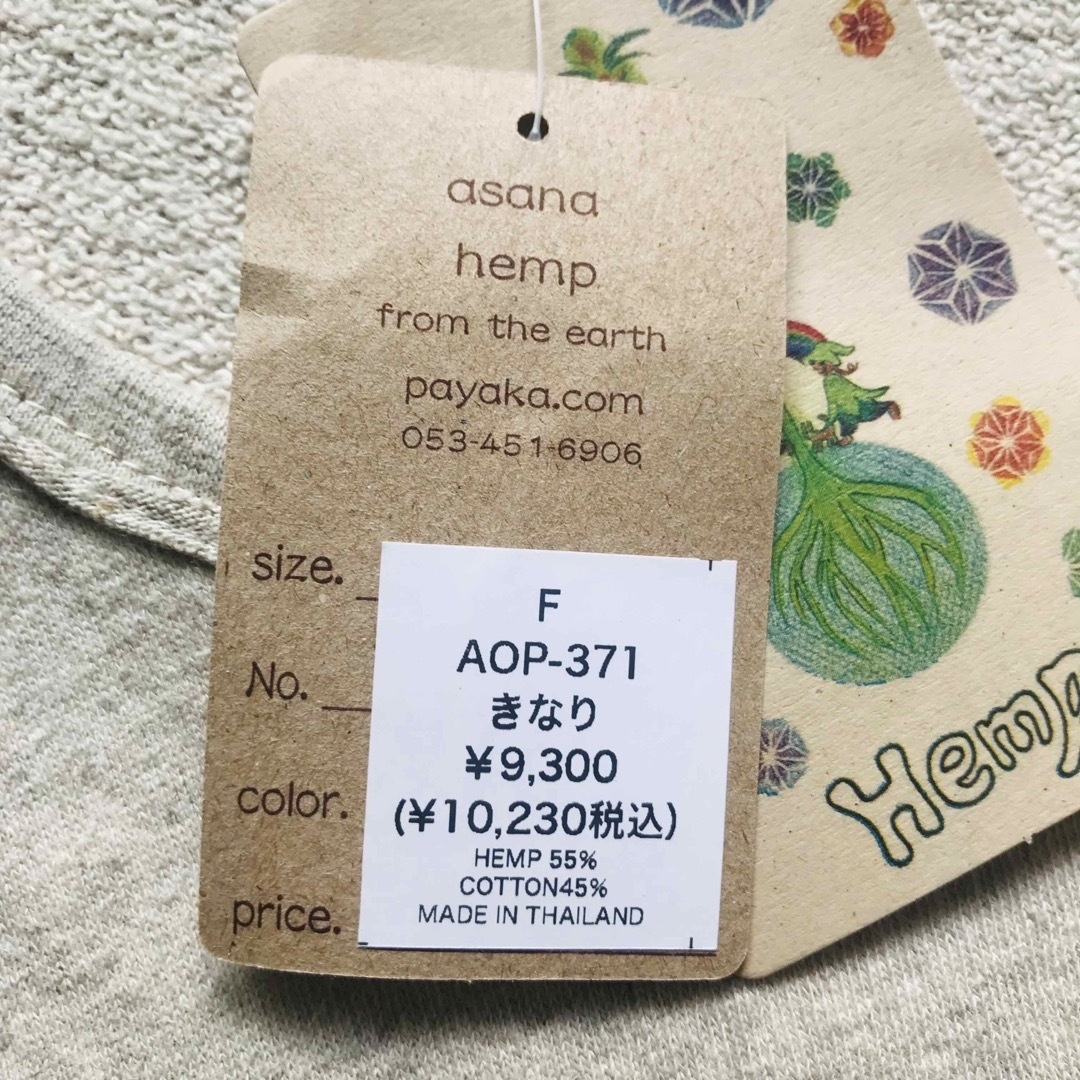 asana
hemp
from the earth
payaka.com
053-451-6906
size.
No.
color.
price.
F
AOP-371
きなり
¥9,300
(¥10,230税込)
HEMP 55%
COTTON45%
MADE IN THAILAND
Hemp